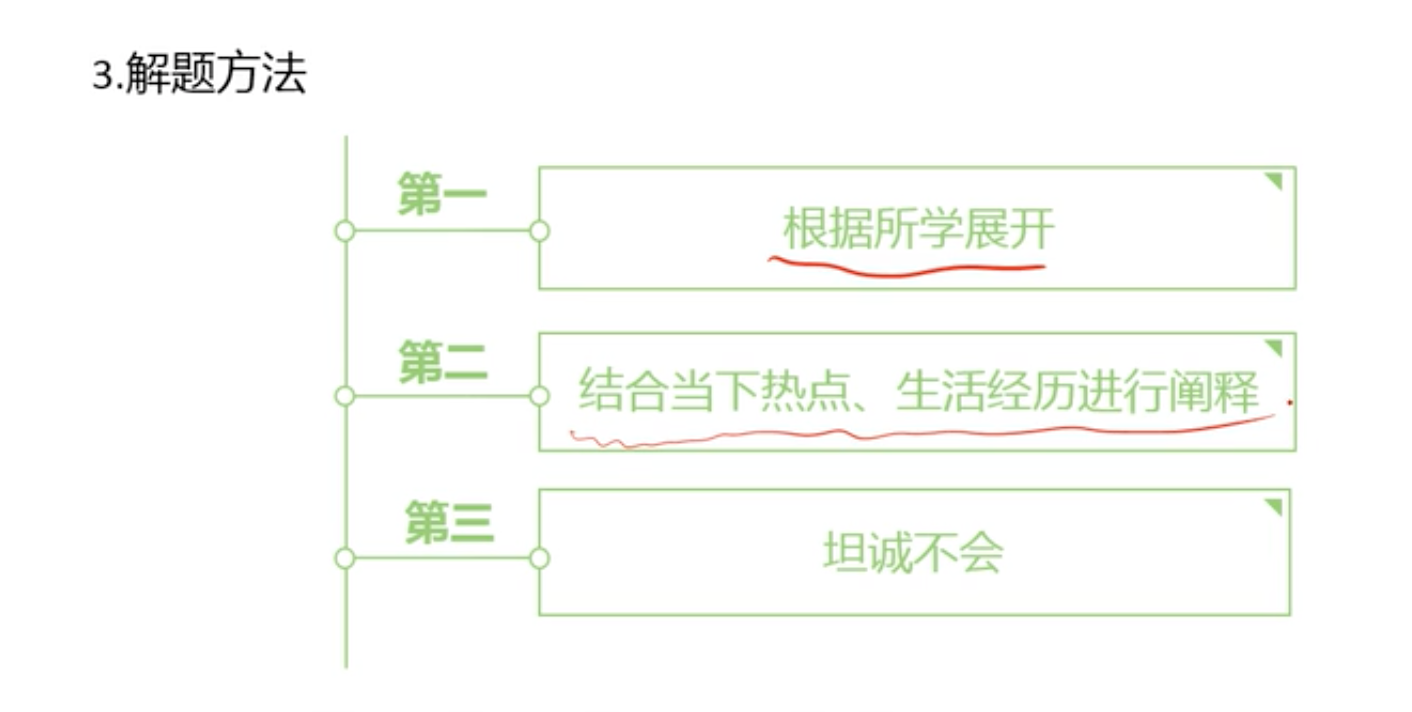 3.解题方法
第一
根据所学展开
第二
结合当下热点、生活经历进行阐释
第三
坦诚不会